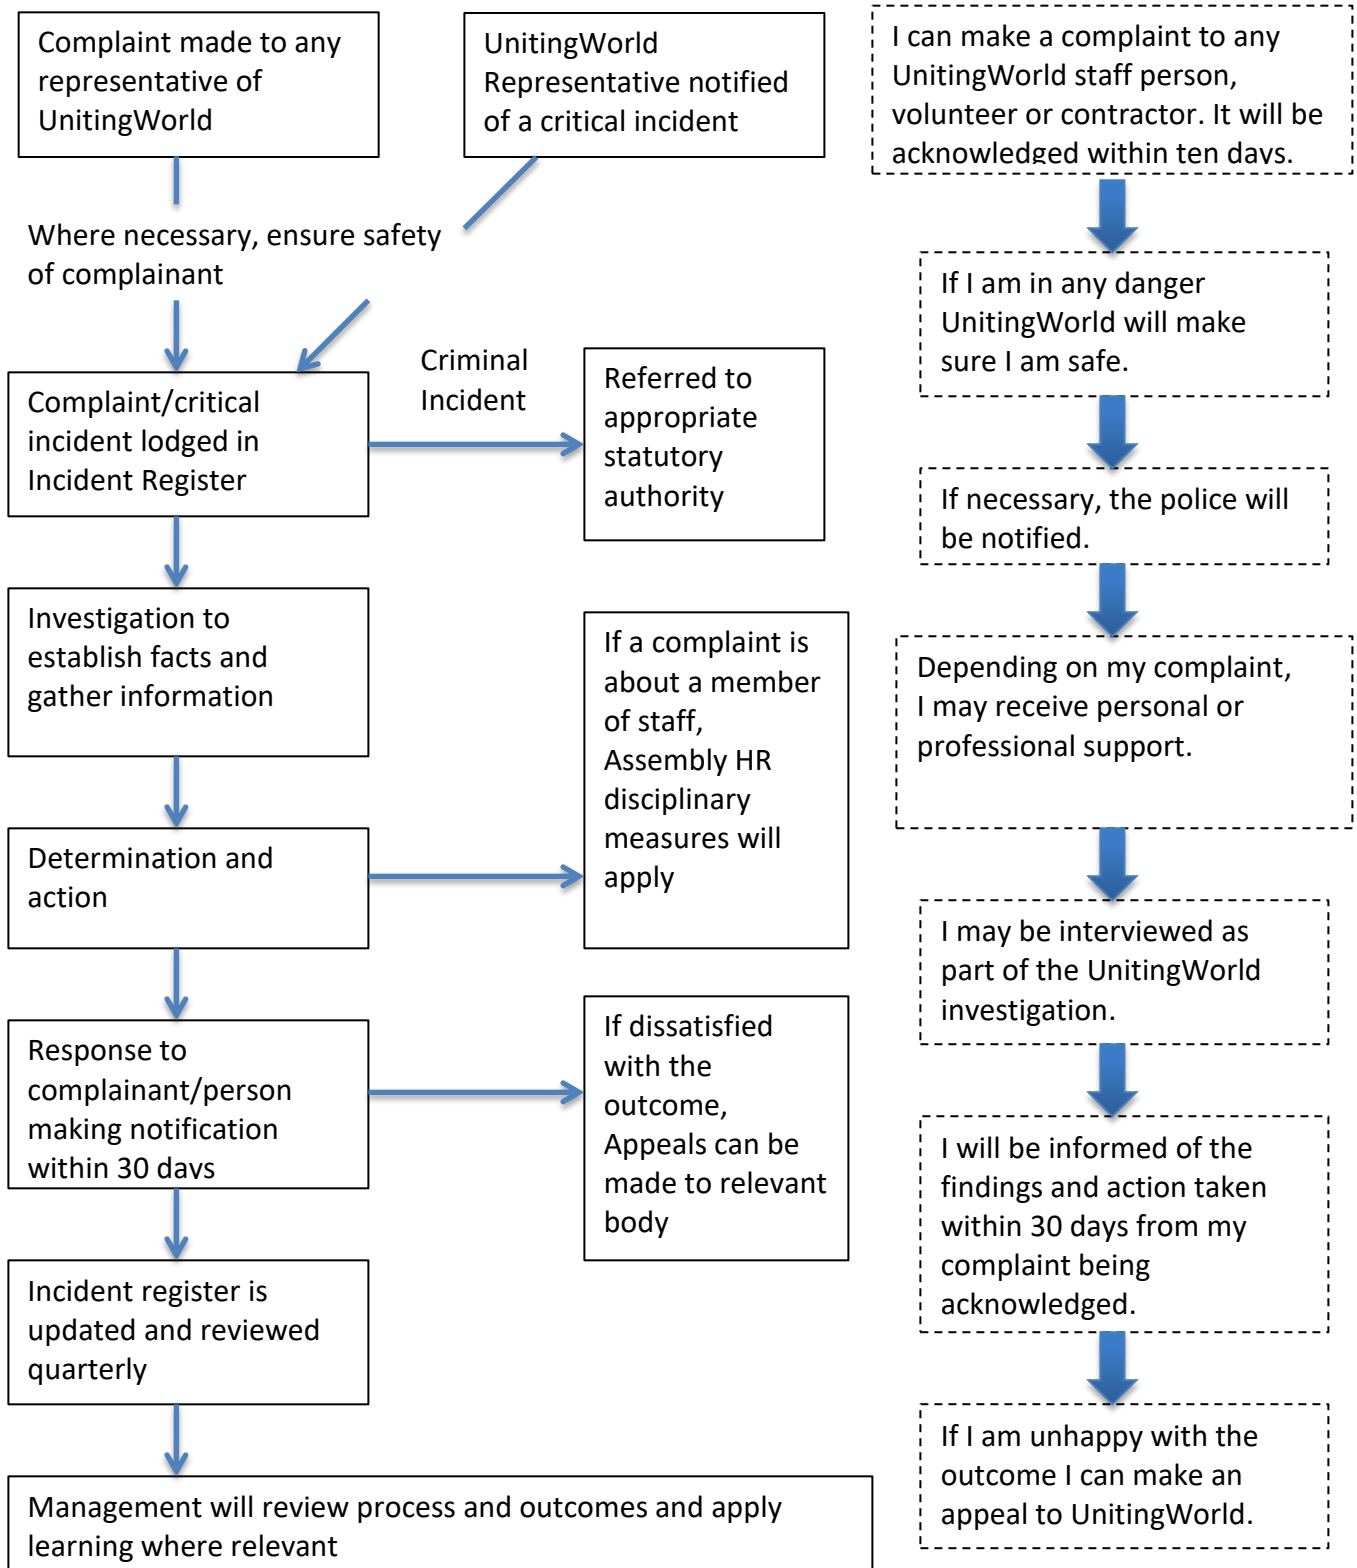 Complaint made to any
representative of
UnitingWorld
UnitingWorld
Representative notified
of a critical incident
Where necessary, ensure safety
of complainant
Complaint/critical
incident lodged in
Incident Register
Criminal
Incident
Referred to
appropriate
statutory
authority
Investigation to
establish facts and
gather information
If a complaint is
about a member
of staff,
Assembly HR
disciplinary
measures will
apply
Determination and
action
Response to
complainant/person
making notification
within 30 days
If dissatisfied
with the
outcome,
Appeals can be
made to relevant
body
Incident register is
updated and reviewed
quarterly
Management will review process and outcomes and apply
learning where relevant
I can make a complaint to any
UnitingWorld staff person,
volunteer or contractor. It will be
acknowledged within ten days.
If I am in any danger
UnitingWorld will make
sure I am safe.
If necessary, the police will
be notified.
Depending on my complaint,
I may receive personal or
professional support.
I may be interviewed as
part of the UnitingWorld
investigation.
I will be informed of the
findings and action taken
within 30 days from my
complaint being
acknowledged.
If I am unhappy with the
outcome I can make an
appeal to UnitingWorld.